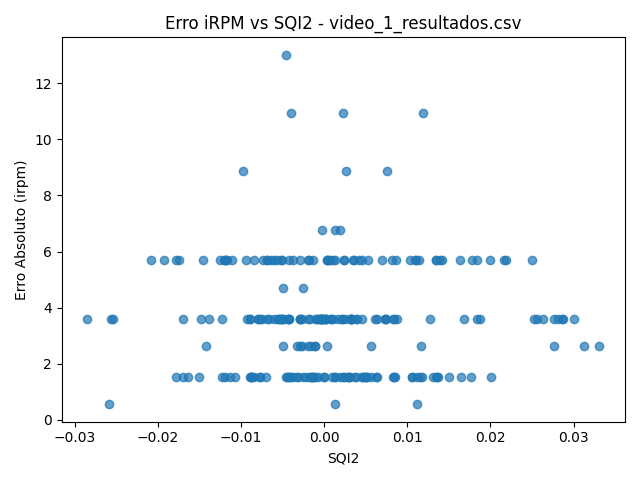 Erro iRPM vs SQI2 - video_1_resultados.csv
Erro Absoluto (irpm)
12
10
8
6
4
2
0
−0.03 −0.02 −0.01 0.00 0.01 0.02 0.03
SQI2